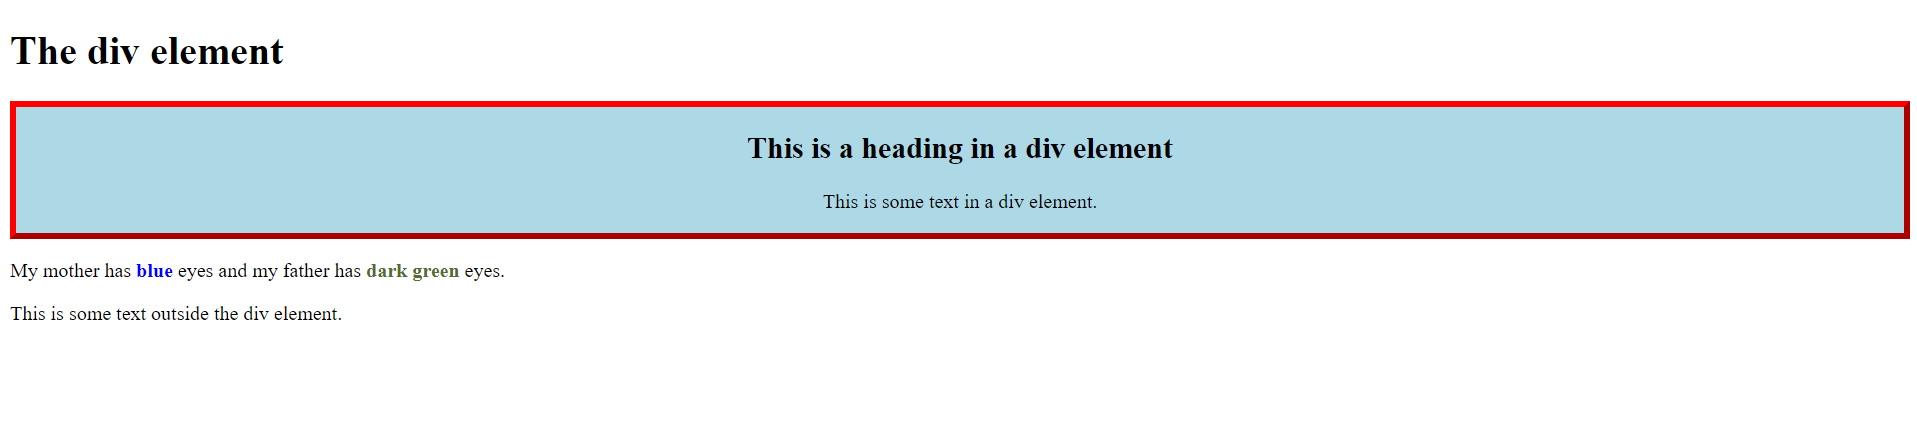 The div element
This is a heading in a div element
This is some text in a div element.
My mother has blue eyes and my father has dark green eyes.
This is some text outside the div element.